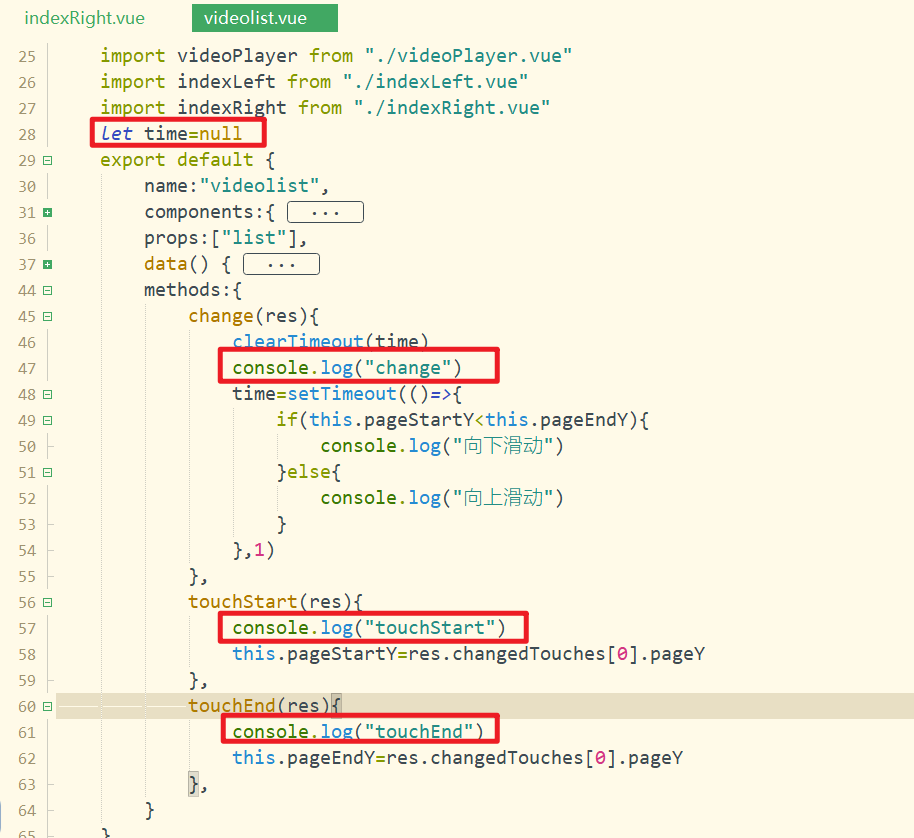 indexRight.vue videolist.vue
25 import videoPlayer from "./videoPlayer.vue"
26 import indexLeft from "./indexLeft.vue"
27 import indexRight from "./indexRight.vue"
28 let time=null
29 export default {
30 name:"videolist",
31 components:{ ...
36 props:["list"],
37 data() { ...
44 methods:{
45 change(res){
46 clearTimeout(time)
47 console.log("change")
48 time=setTimeout(()=>{
49 if(this.pageStartY<this.pageEndY){
50 console.log("向下滑动")
51 }else{
52 console.log("向上滑动")
53 }
54 },1)
55 },
56 touchStart(res){
57 console.log("touchStart")
58 this.pageStartY=res.changedTouches[0].pageY
59 },
60 touchEnd(res){
61 console.log("touchEnd")
62 this.pageEndY=res.changedTouches[0].pageY
63 },
64 }
65 }